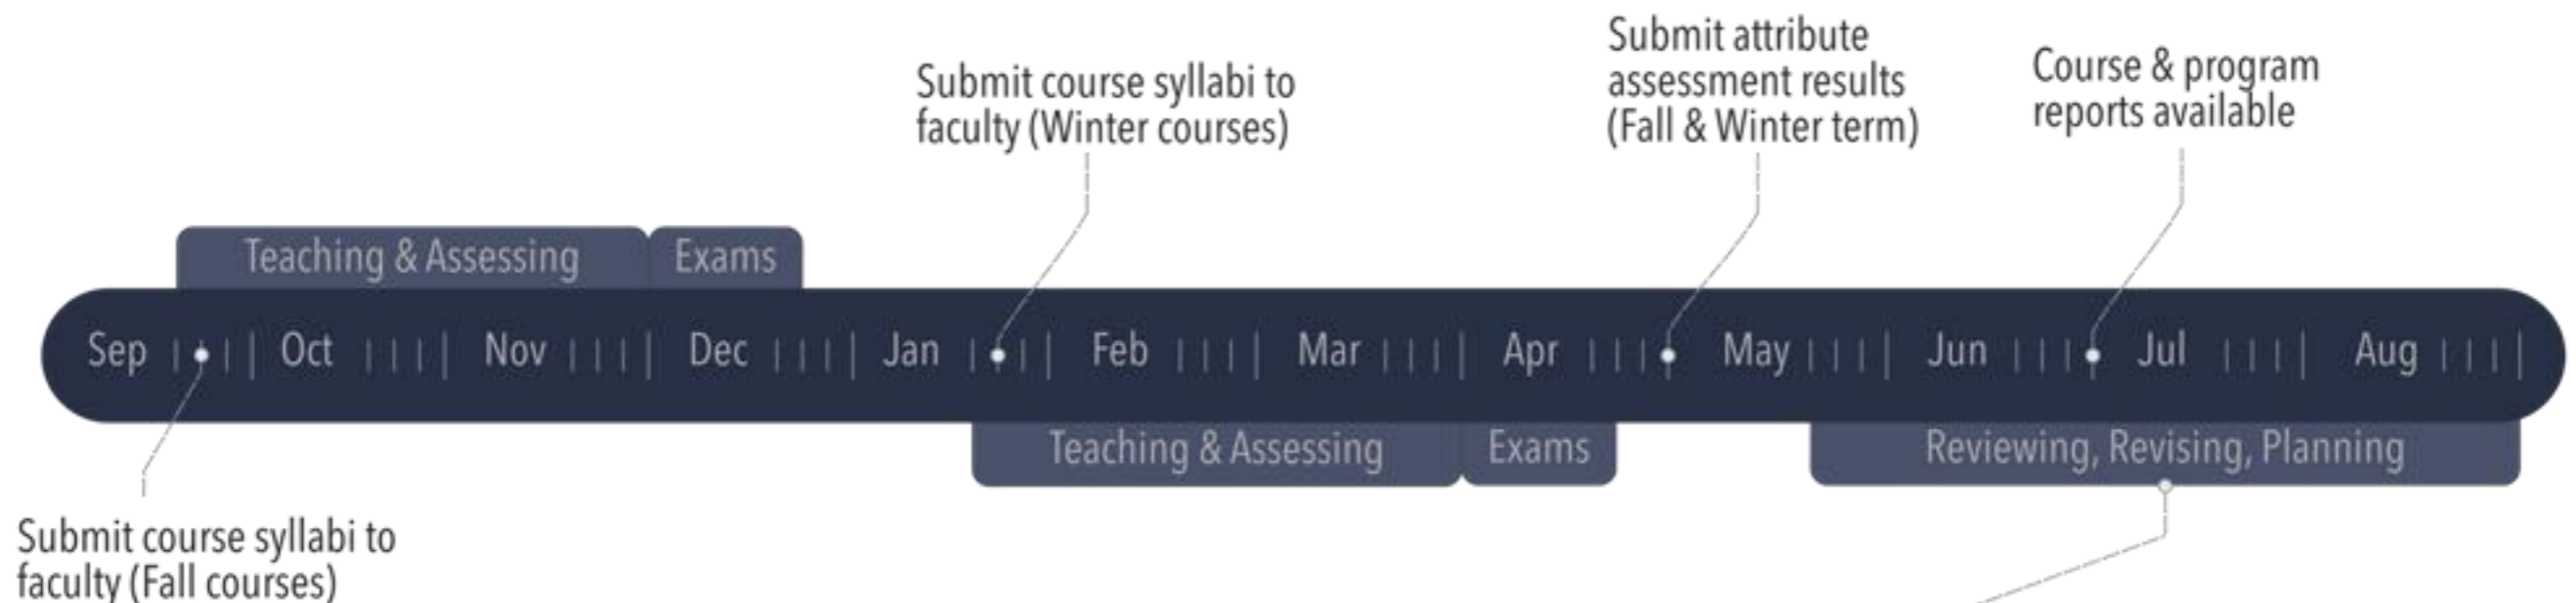 Submit attribute
assessment results
(Fall & Winter term)
Course & program
reports available
Submit course syllabi to
faculty (Winter courses)
Teaching & Assessing
Exams
Sep Oct Nov Dec Jan Feb Mar Apr May Jun Jul Aug
Teaching & Assessing
Exams
Reviewing, Revising, Planning
Submit course syllabi to
faculty (Fall courses)